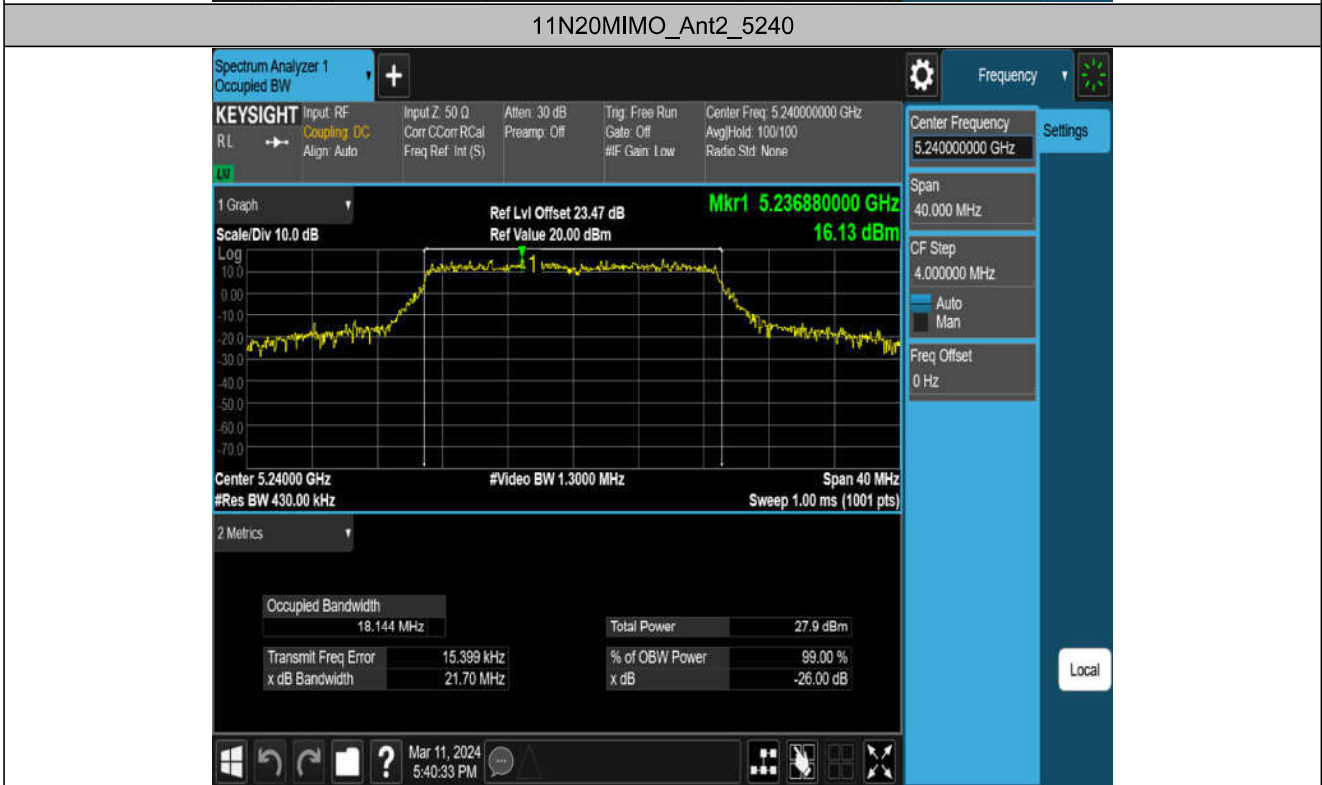 11N20MIMO_Ant2_5240
Spectrum Analyzer 1
Occupied BW
+
Frequency
KEYSIGHT
RL
LXI
Input: RF
Coupling: DC
Align: Auto
Input Z: 50 Ω
Corr CCorr RCal
Freq Ref: Int (S)
Atten: 30 dB
Preamp: Off
Trig: Free Run
Gate: Off
#IF Gain: Low
Center Freq: 5.240000000 GHz
Avg|Hold: 100/100
Radio Std: None
Center Frequency
5.240000000 GHz
Settings
Span
40.000 MHz
CF Step
4.000000 MHz
Auto
Man
Freq Offset
0 Hz
Local
1 Graph
Scale/Div 10.0 dB
Ref Lvl Offset 23.47 dB
Ref Value 20.00 dBm
Mkr1 5.236880000 GHz
16.13 dBm
Log
10.0
0.00
-10.0
-20.0
-30.0
-40.0
-50.0
-60.0
-70.0
1
Center 5.24000 GHz
#Video BW 1.3000 MHz
Span 40 MHz
#Res BW 430.00 kHz
Sweep 1.00 ms (1001 pts)
2 Metrics
Occupied Bandwidth
18.144 MHz
Total Power 27.9 dBm
Transmit Freq Error 15.399 kHz
% of OBW Power 99.00 %
x dB Bandwidth 21.70 MHz
x dB -26.00 dB
?
Mar 11, 2024
5:40:33 PM